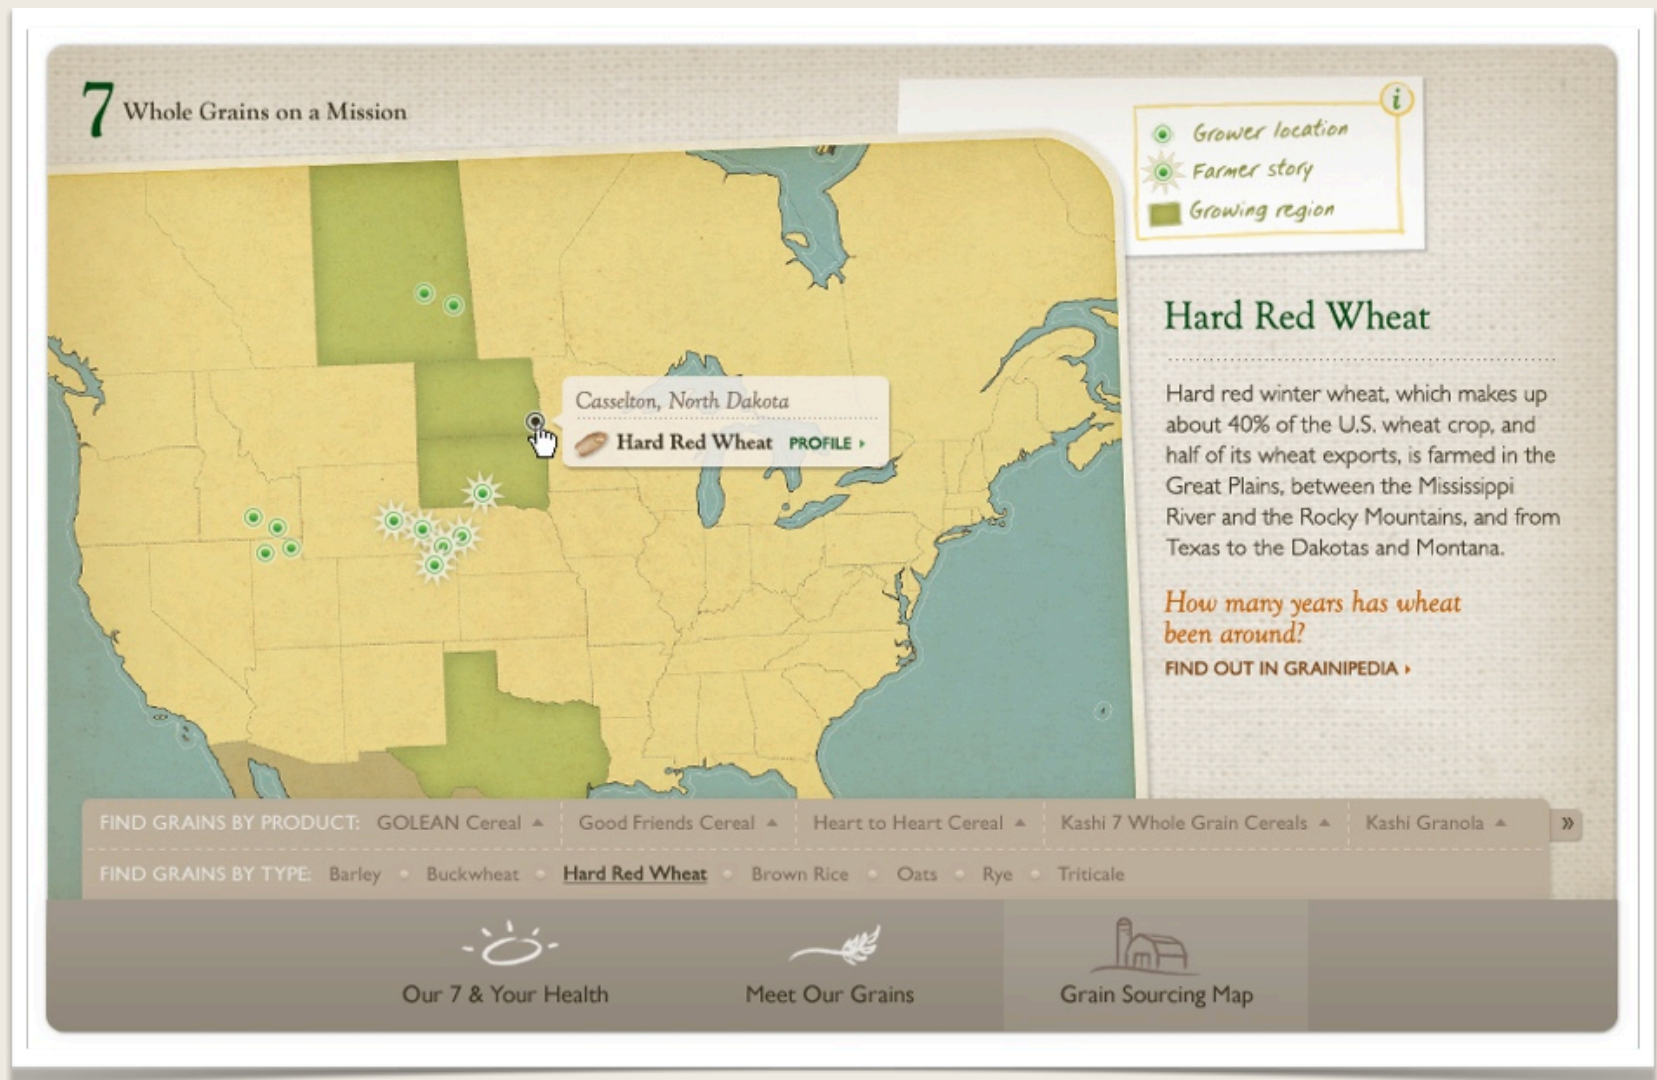 7 Whole Grains on a Mission
i
Grower location
Farmer story
Growing region
Casselton, North Dakota
Hard Red Wheat PROFILE
Hard Red Wheat
Hard red winter wheat, which makes up
about 40% of the U.S. wheat crop, and
half of its wheat exports, is farmed in the
Great Plains, between the Mississippi
River and the Rocky Mountains, and from
Texas to the Dakotas and Montana.
How many years has wheat
been around?
FIND OUT IN GRAINIPEDIA
FIND GRAINS BY PRODUCT: GOLEAN Cereal Good Friends Cereal Heart to Heart Cereal Kashi 7 Whole Grain Cereals Kashi Granola »
FIND GRAINS BY TYPE: Barley Buckwheat Hard Red Wheat Brown Rice Oats Rye Triticale
Our 7 & Your Health Meet Our Grains Grain Sourcing Map